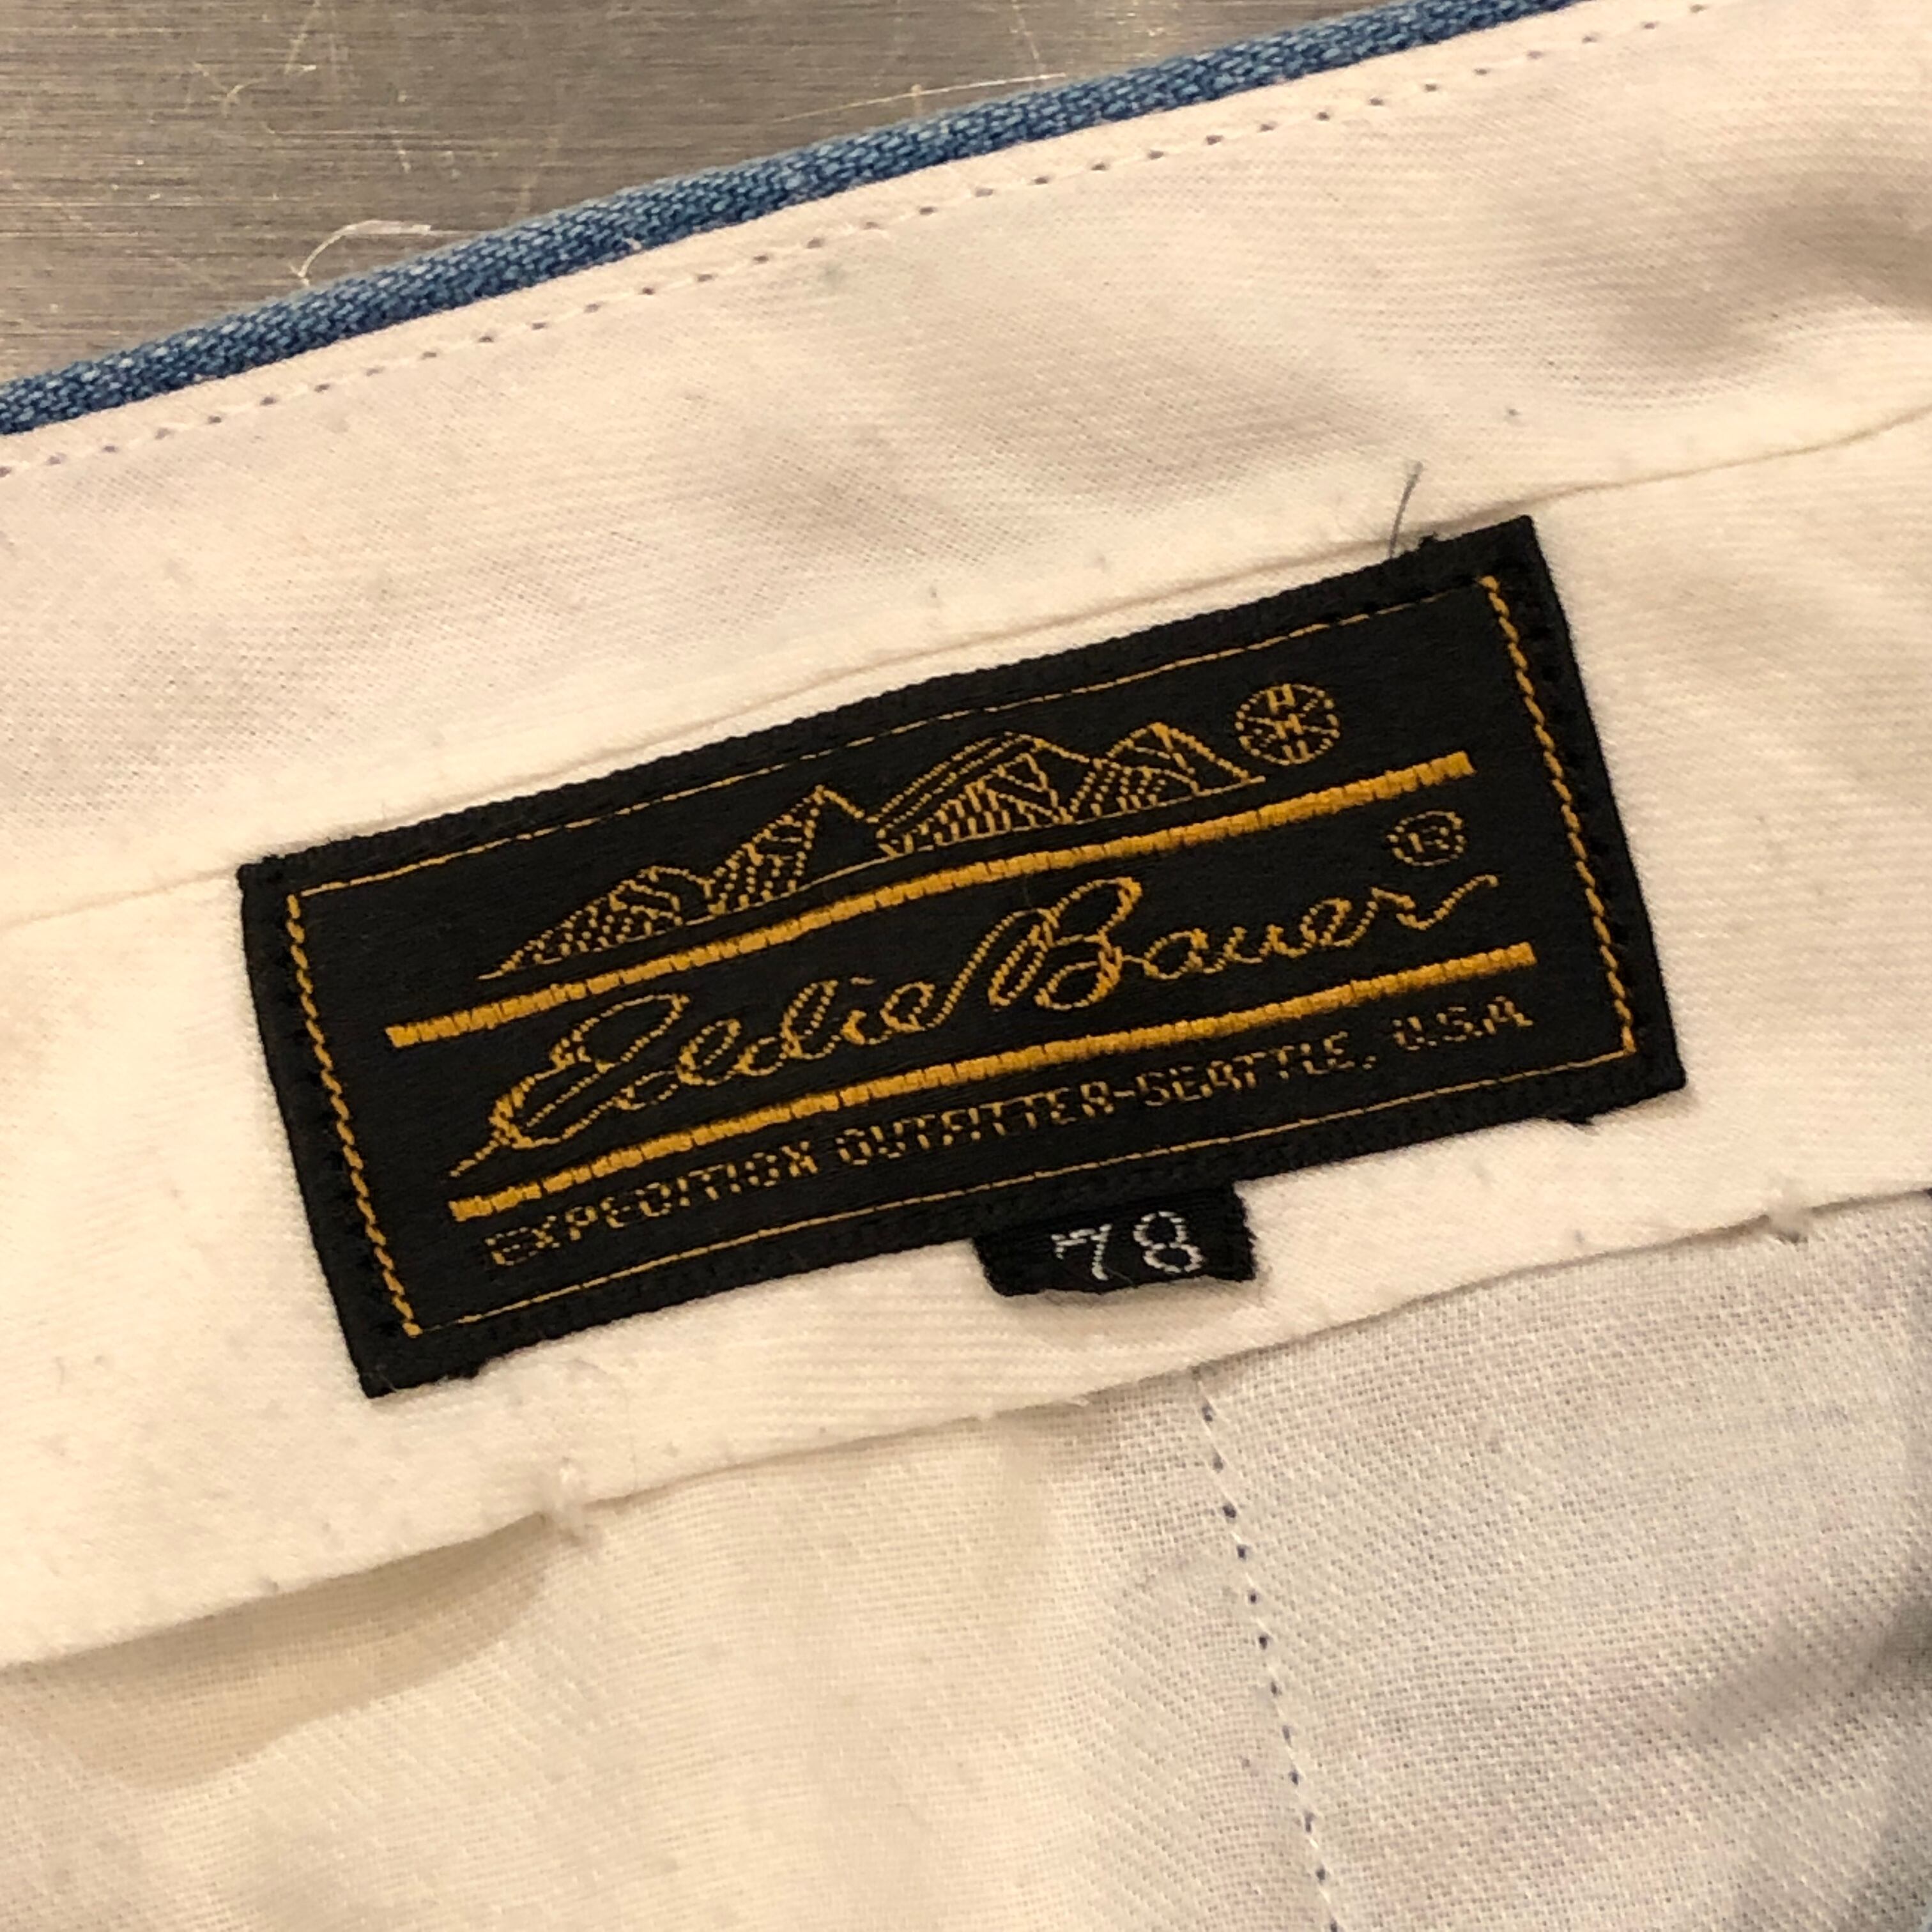 Eddie Bauer ®
EXPEDITION OUTFITTER-SEATTLE, U.S.A
78